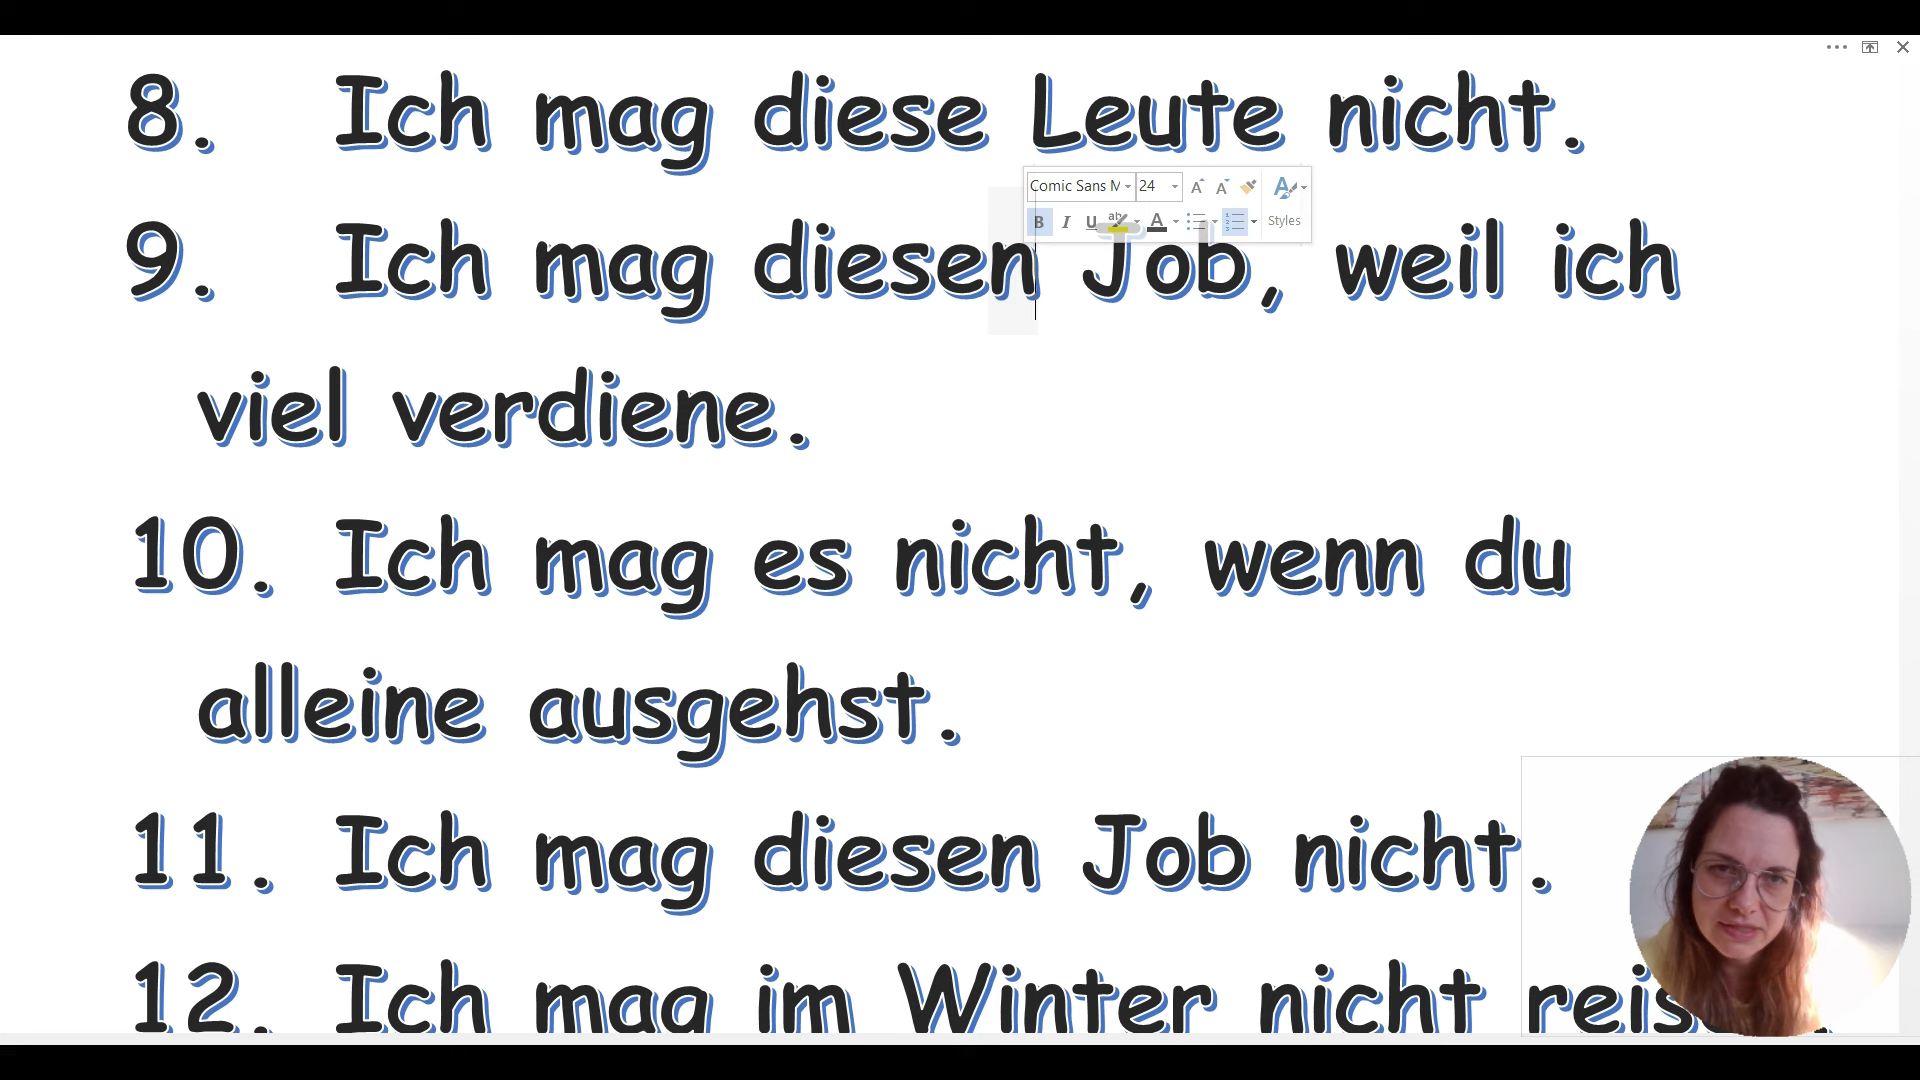 8. Ich mag diese Leute nicht.
Comic Sans M 24
B I U Styles
9. Ich mag diesen Job, weil ich
viel verdiene.
10. Ich mag es nicht, wenn du
alleine ausgehst.
11. Ich mag diesen Job nicht.
12. Ich mag im Winter nicht